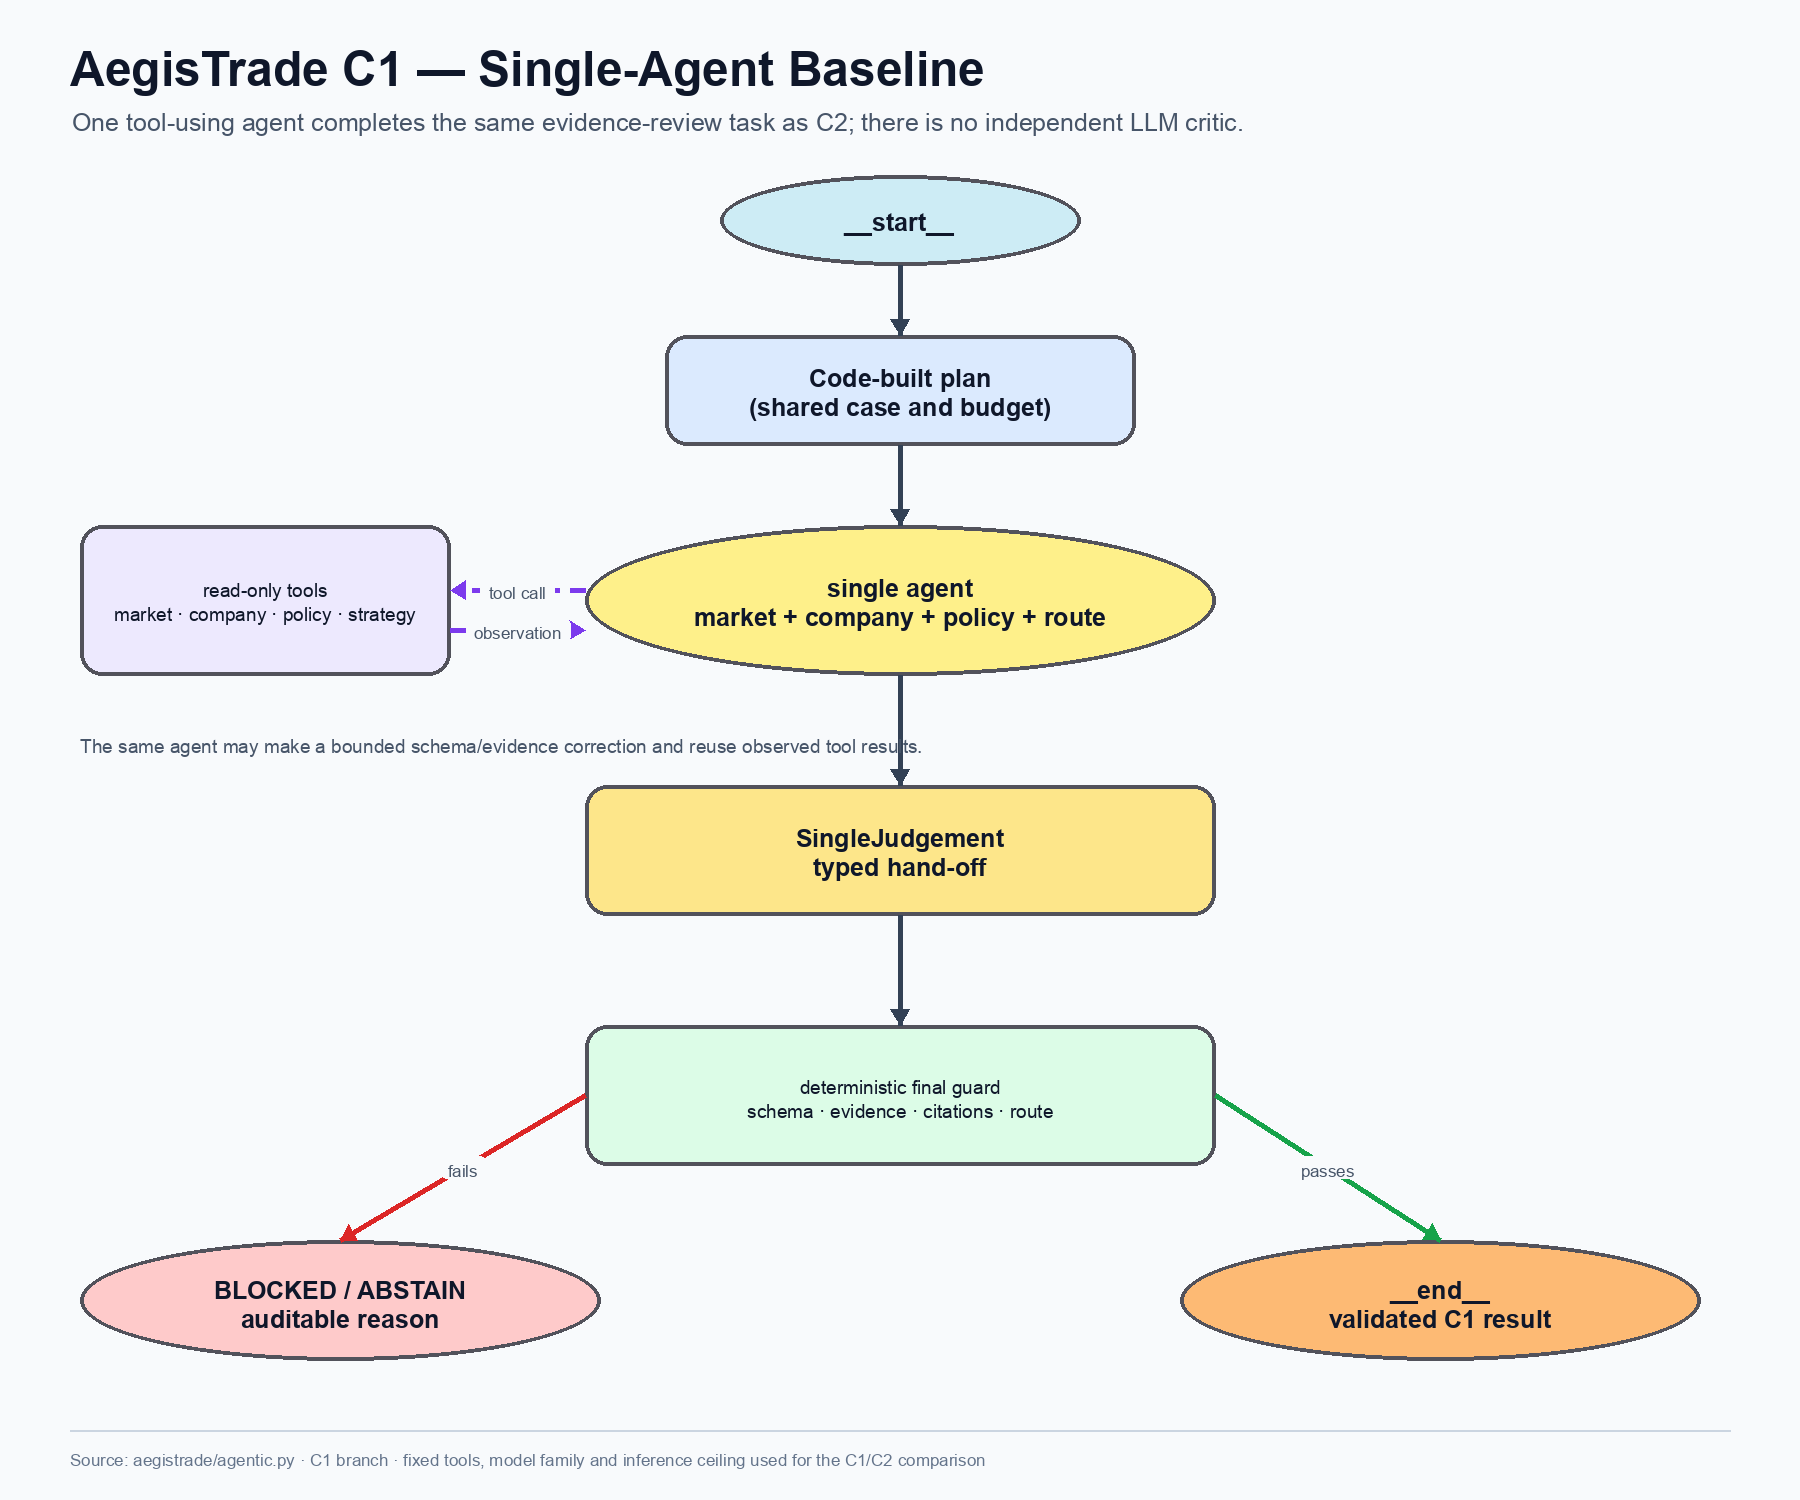 AegisTrade C1 — Single-Agent Baseline
One tool-using agent completes the same evidence-review task as C2; there is no independent LLM critic.
__start__
Code-built plan
(shared case and budget)
read-only tools
market · company · policy · strategy
tool call
observation
single agent
market + company + policy + route
The same agent may make a bounded schema/evidence correction and reuse observed tool results.
SingleJudgement
typed hand-off
deterministic final guard
schema · evidence · citations · route
fails
passes
BLOCKED / ABSTAIN
auditable reason
__end__
validated C1 result
Source: aegistrade/agentic.py · C1 branch · fixed tools, model family and inference ceiling used for the C1/C2 comparison